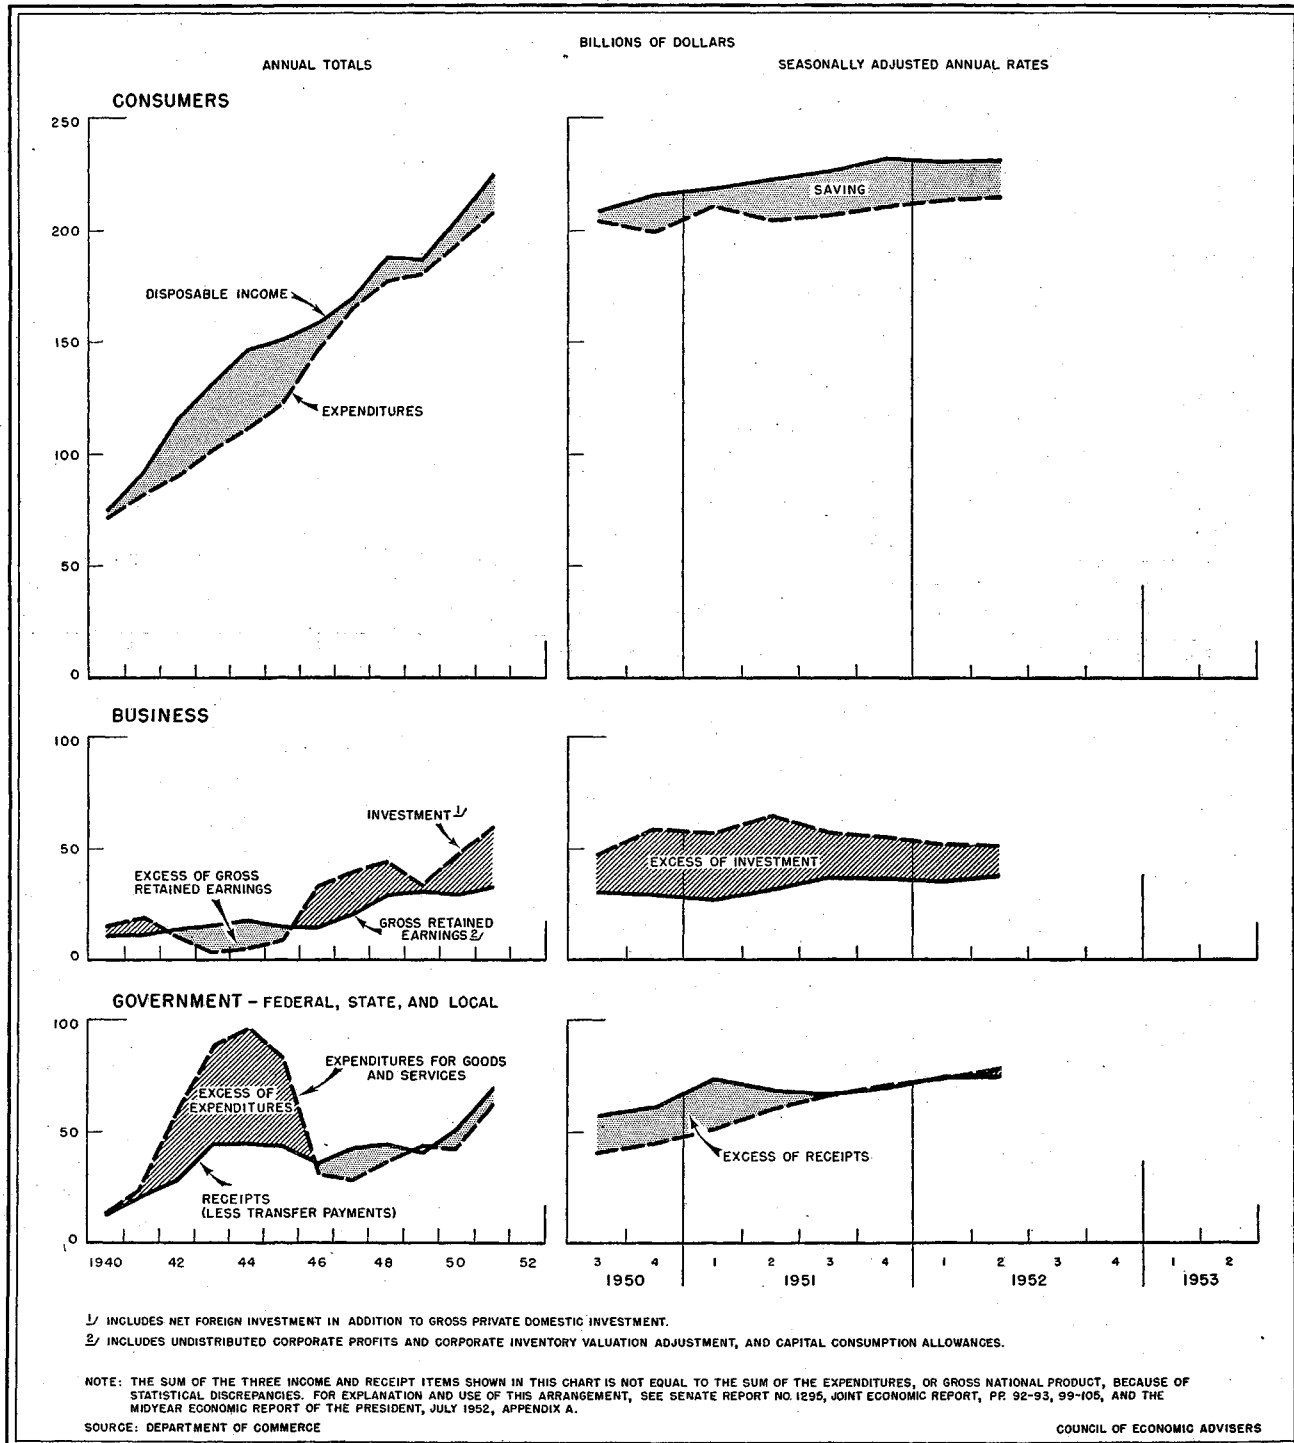 BILLIONS OF DOLLARS
ANNUAL TOTALS
SEASONALLY ADJUSTED ANNUAL RATES
CONSUMERS
250
200
150
100
50
0
DISPOSABLE INCOME
EXPENDITURES
SAVING
BUSINESS
100
50
0
INVESTMENT 1/
EXCESS OF GROSS
RETAINED EARNINGS
GROSS RETAINED
EARNINGS 2/
EXCESS OF INVESTMENT
GOVERNMENT – FEDERAL, STATE, AND LOCAL
100
50
0
EXPENDITURES FOR GOODS
AND SERVICES
EXCESS OF
EXPENDITURES
RECEIPTS
(LESS TRANSFER PAYMENTS)
EXCESS OF RECEIPTS
1940 42 44 46 48 50 52
3 4 1 2 3 4 1 2 3 4 1 2
1950 1951 1952 1953
1/ INCLUDES NET FOREIGN INVESTMENT IN ADDITION TO GROSS PRIVATE DOMESTIC INVESTMENT.
2/ INCLUDES UNDISTRIBUTED CORPORATE PROFITS AND CORPORATE INVENTORY VALUATION ADJUSTMENT, AND CAPITAL CONSUMPTION ALLOWANCES.
NOTE: THE SUM OF THE THREE INCOME AND RECEIPT ITEMS SHOWN IN THIS CHART IS NOT EQUAL TO THE SUM OF THE EXPENDITURES, OR GROSS NATIONAL PRODUCT, BECAUSE OF
STATISTICAL DISCREPANCIES. FOR EXPLANATION AND USE OF THIS ARRANGEMENT, SEE SENATE REPORT NO. 1295, JOINT ECONOMIC REPORT, PP. 92-93, 99-105, AND THE
MIDYEAR ECONOMIC REPORT OF THE PRESIDENT, JULY 1952, APPENDIX A.
SOURCE: DEPARTMENT OF COMMERCE
COUNCIL OF ECONOMIC ADVISERS